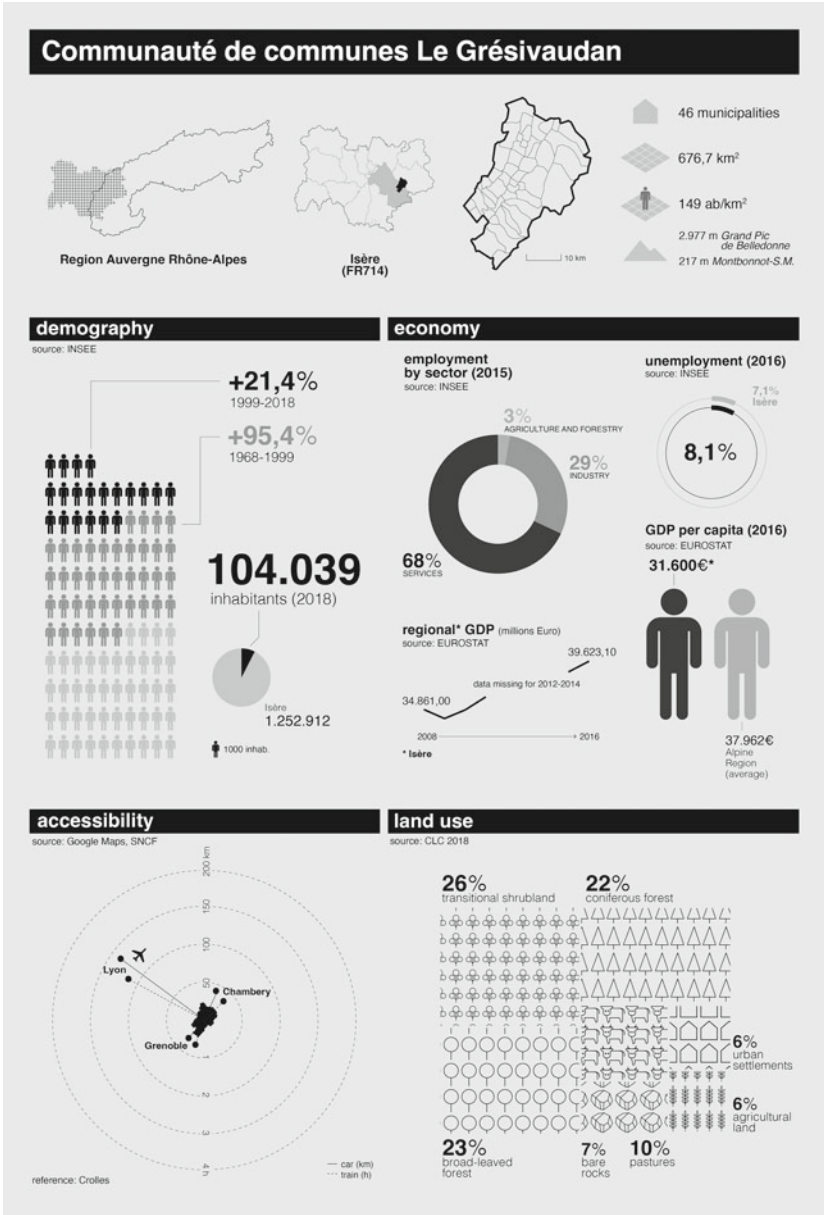 Communauté de communes Le Grésivaudan
Region Auvergne Rhône-Alpes
Isère
(FR714)
10 km
46 municipalities
676,7 km²
149 ab/km²
2.977 m Grand Pic
de Belledonne
217 m Montbonnot-S.M.
demography
source: INSEE
+21,4%
1999-2018
+95,4%
1968-1999
104.039
inhabitants (2018)
Isère
1.252.912
1000 inhab.
economy
employment
by sector (2015)
source: INSEE
3%
AGRICULTURE AND FORESTRY
29%
INDUSTRY
68%
SERVICES
unemployment (2016)
source: INSEE
7,1%
Isère
8,1%
GDP per capita (2016)
source: EUROSTAT
31.600€*
37.962€
Alpine
Region
(average)
regional* GDP (millions Euro)
source: EUROSTAT
39.623,10
data missing for 2012-2014
34.861,00
2008
2016
* Isère
accessibility
source: Google Maps, SNCF
200 km
150
100
50
Lyon
Chambery
Grenoble
1
2
3
4 h
car (km)
train (h)
reference: Crolles
land use
source: CLC 2018
26%
transitional shrubland
22%
coniferous forest
6%
urban
settlements
6%
agricultural
land
23%
broad-leaved
forest
7%
bare
rocks
10%
pastures